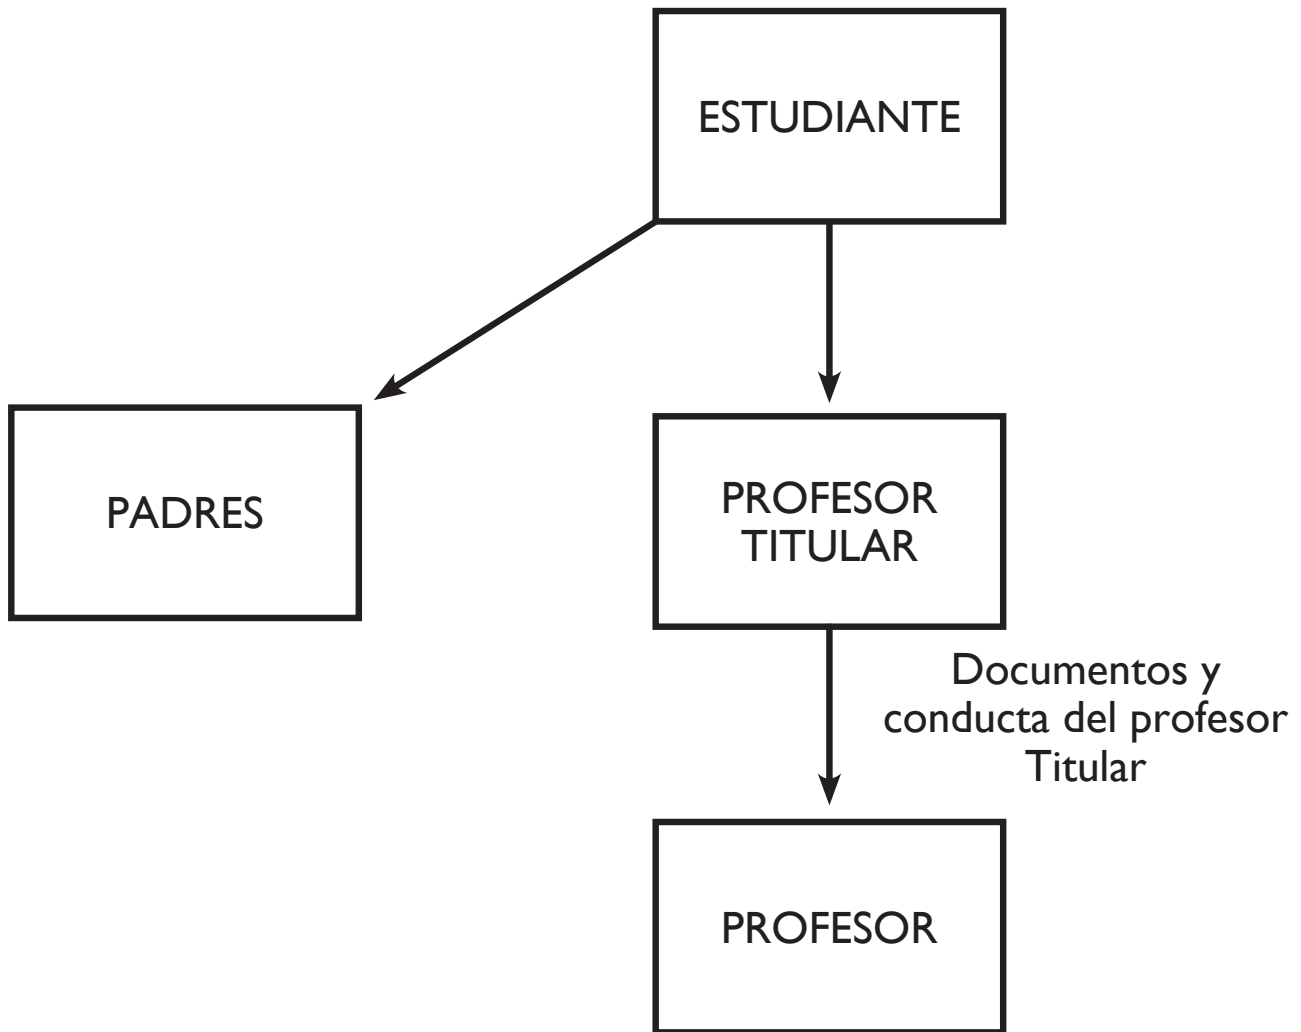 ESTUDIANTE
PADRES
PROFESOR
TITULAR
Documentos y
conducta del profesor
Titular
PROFESOR